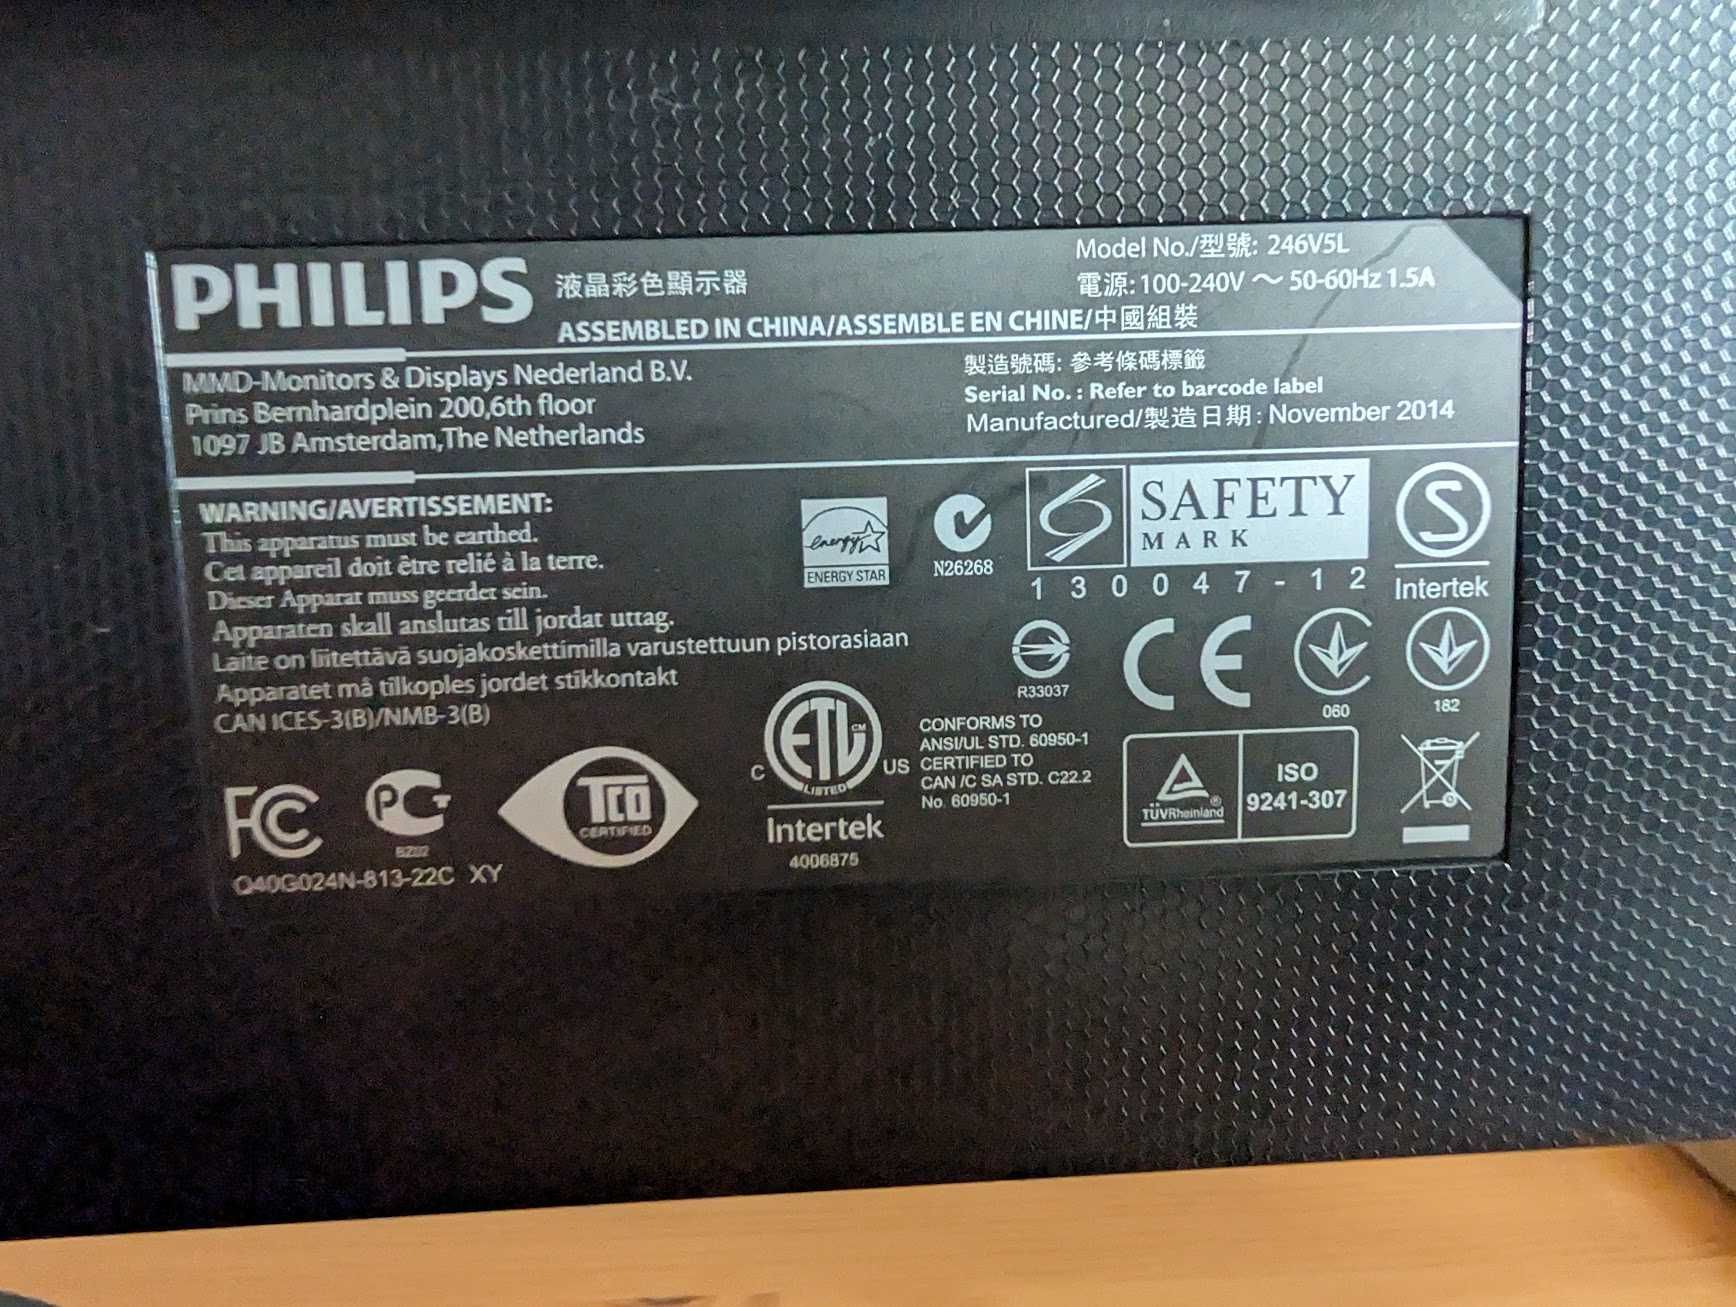 PHILIPS 液晶彩色顯示器
Model No./型號: 246V5L
電源: 100-240V ～ 50-60Hz 1.5A
ASSEMBLED IN CHINA/ASSEMBLE EN CHINE/中國組裝
MMD-Monitors & Displays Nederland B.V.
Prins Bernhardplein 200,6th floor
1097 JB Amsterdam,The Netherlands
製造號碼: 參考條碼標籤
Serial No. : Refer to barcode label
Manufactured/製造日期: November 2014
WARNING/AVERTISSEMENT:
This apparatus must be earthed.
Cet appareil doit être relié à la terre.
Dieser Apparat muss geerdet sein.
Apparaten skall anslutas till jordat uttag.
Laite on liitettävä suojakoskettimilla varustettuun pistorasiaan
Apparatet må tilkoples jordet stikkontakt
CAN ICES-3(B)/NMB-3(B)
energy
ENERGY STAR
N26268
SAFETY
MARK
130047-12
S
Intertek
R33037
CE
060
182
FC
PCT
TCO
CERTIFIED
Q40G024N-813-22C XY
C ETL CM US
LISTED
Intertek
4006875
CONFORMS TO
ANSI/UL STD. 60950-1
CERTIFIED TO
CAN /C SA STD. C22.2
No. 60950-1
TÜVRheinland ®
ISO
9241-307